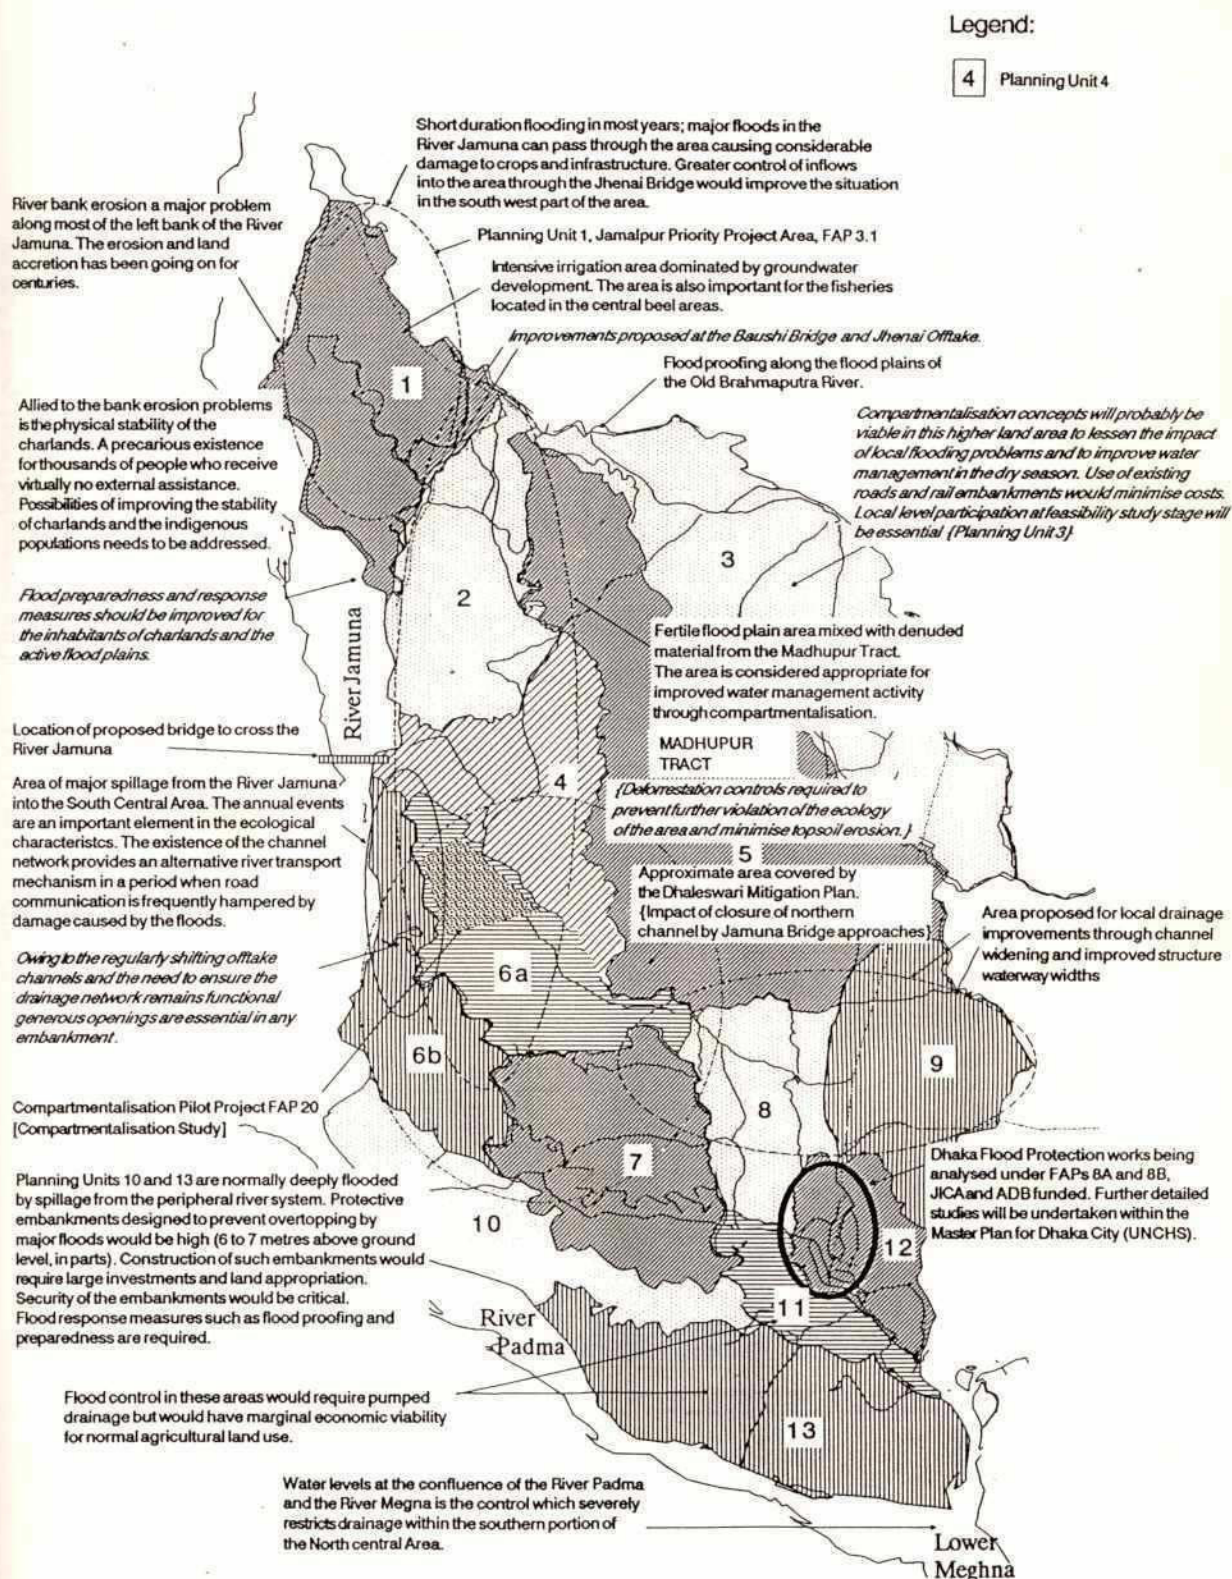 Legend:
4 Planning Unit 4
Short duration flooding in most years; major floods in the
River Jamuna can pass through the area causing considerable
damage to crops and infrastructure. Greater control of inflows
into the area through the Jhenai Bridge would improve the situation
in the south west part of the area.
River bank erosion a major problem
along most of the left bank of the River
Jamuna. The erosion and land
accretion has been going on for
centuries.
Planning Unit 1, Jamalpur Priority Project Area, FAP 3.1
Intensive irrigation area dominated by groundwater
development. The area is also important for the fisheries
located in the central beel areas.
Improvements proposed at the Baushi Bridge and Jhenai Offtake.
Flood proofing along the flood plains of
the Old Brahmaputra River.
1
Allied to the bank erosion problems
is the physical stability of the
charlands. A precarious existence
for thousands of people who receive
virtually no external assistance.
Possibilities of improving the stability
of charlands and the indigenous
populations needs to be addressed.
Compartmentalisation concepts will probably be
viable in this higher land area to lessen the impact
of local flooding problems and to improve water
management in the dry season. Use of existing
roads and rail embankments would minimise costs.
Local level participation at feasibility study stage will
be essential {Planning Unit 3}
3
2
Flood preparedness and response
measures should be improved for
the inhabitants of charlands and the
active flood plains.
River Jamuna
Fertile flood plain area mixed with denuded
material from the Madhupur Tract.
The area is considered appropriate for
improved water management activity
through compartmentalisation.
Location of proposed bridge to cross the
River Jamuna
MADHUPUR
TRACT
4
{Deforrestation controls required to
prevent further violation of the ecology
of the area and minimise topsoil erosion.}
5
Area of major spillage from the River Jamuna
into the South Central Area. The annual events
are an important element in the ecological
characteristcs. The existence of the channel
network provides an alternative river transport
mechanism in a period when road
communication is frequently hampered by
damage caused by the floods.
Approximate area covered by
the Dhaleswari Mitigation Plan.
{Impact of closure of northern
channel by Jamuna Bridge approaches}
Area proposed for local drainage
improvements through channel
widening and improved structure
waterway widths
Owing to the regularly shifting offtake
channels and the need to ensure the
drainage network remains functional
generous openings are essential in any
embankment.
6a
6b
9
8
Compartmentalisation Pilot Project FAP 20
[Compartmentalisation Study]
7
Planning Units 10 and 13 are normally deeply flooded
by spillage from the peripheral river system. Protective
embankments designed to prevent overtopping by
major floods would be high (6 to 7 metres above ground
level, in parts). Construction of such embankments would
require large investments and land appropriation.
Security of the embankments would be critical.
Flood response measures such as flood proofing and
preparedness are required.
10
Dhaka Flood Protection works being
analysed under FAPs 8A and 8B,
JICA and ADB funded. Further detailed
studies will be undertaken within the
Master Plan for Dhaka City (UNCHS).
12
11
River
Padma
Flood control in these areas would require pumped
drainage but would have marginal economic viability
for normal agricultural land use.
13
Water levels at the confluence of the River Padma
and the River Megna is the control which severely
restricts drainage within the southern portion of
the North central Area.
Lower
Meghna